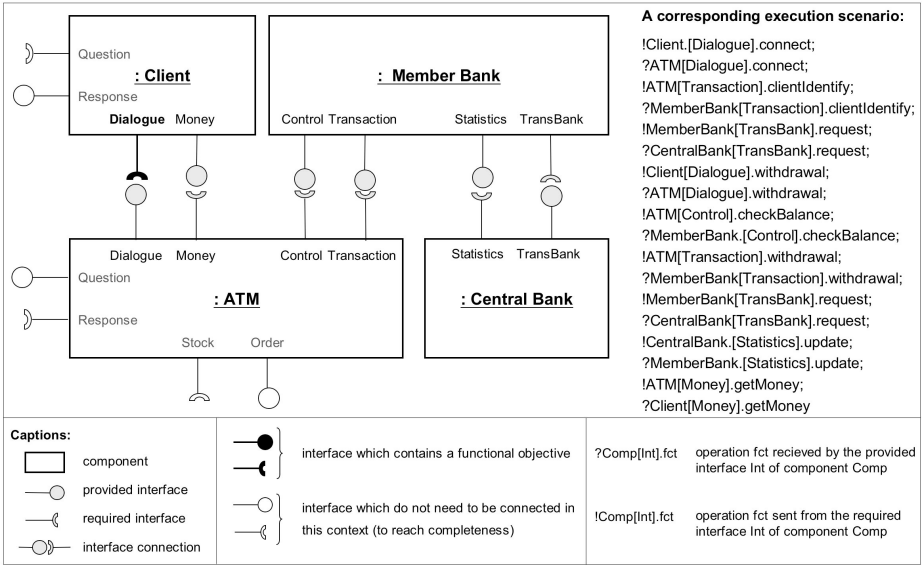 Question
: Client
Response
Dialogue Money
: Member Bank
Control Transaction Statistics TransBank
Dialogue Money Control Transaction
Question
: ATM
Response
Stock Order
Statistics TransBank
: Central Bank
A corresponding execution scenario:
!Client.[Dialogue].connect;
?ATM[Dialogue].connect;
!ATM[Transaction].clientIdentify;
?MemberBank[Transaction].clientIdentify;
!MemberBank[TransBank].request;
?CentralBank[TransBank].request;
!Client[Dialogue].withdrawal;
?ATM[Dialogue].withdrawal;
!ATM[Control].checkBalance;
?MemberBank.[Control].checkBalance;
!ATM[Transaction].withdrawal;
?MemberBank[Transaction].withdrawal;
!MemberBank[TransBank].request;
?CentralBank[TransBank].request;
!CentralBank.[Statistics].update;
?MemberBank.[Statistics].update;
!ATM[Money].getMoney;
?Client[Money].getMoney
Captions:
component
provided interface
required interface
interface connection
interface which contains a functional objective
interface which do not need to be connected in
this context (to reach completeness)
?Comp[Int].fct operation fct recieved by the provided
interface Int of component Comp
!Comp[Int].fct operation fct sent from the required
interface Int of component Comp